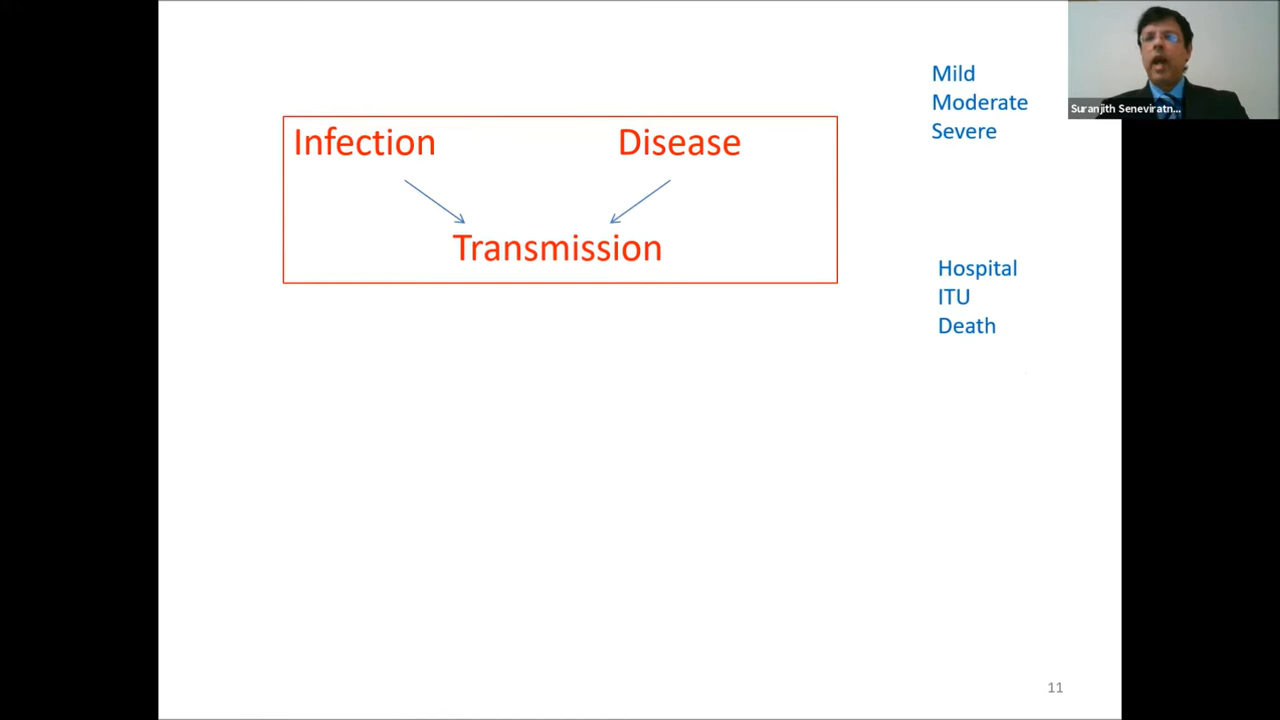 Mild
Moderate
Severe
Suranjith Seneviratn...
Infection
Disease
Transmission
Hospital
ITU
Death
11